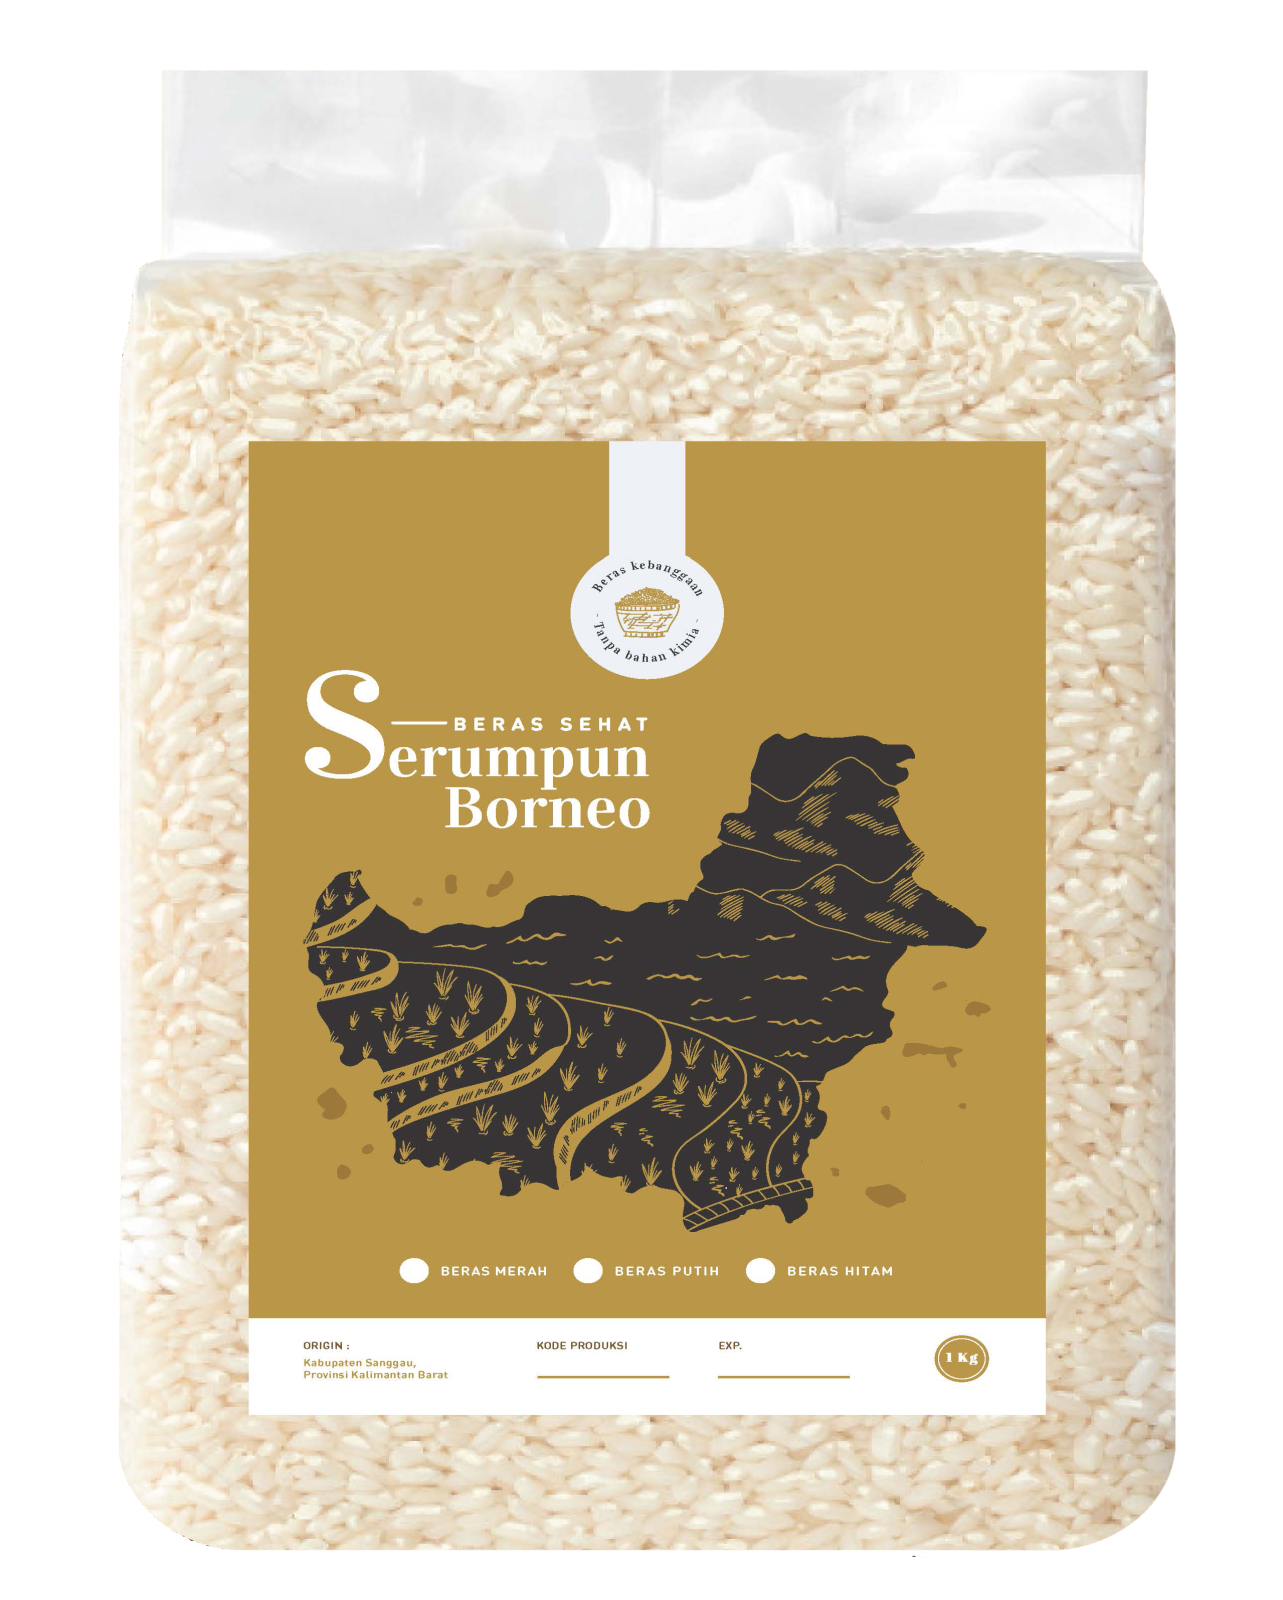 Beras kebanggaan
- Tanpa bahan kimia -
BERAS SEHAT
Serumpun
Borneo
BERAS MERAH
BERAS PUTIH
BERAS HITAM
ORIGIN :
Kabupaten Sanggau,
Provinsi Kalimantan Barat
KODE PRODUKSI
EXP.
1 Kg